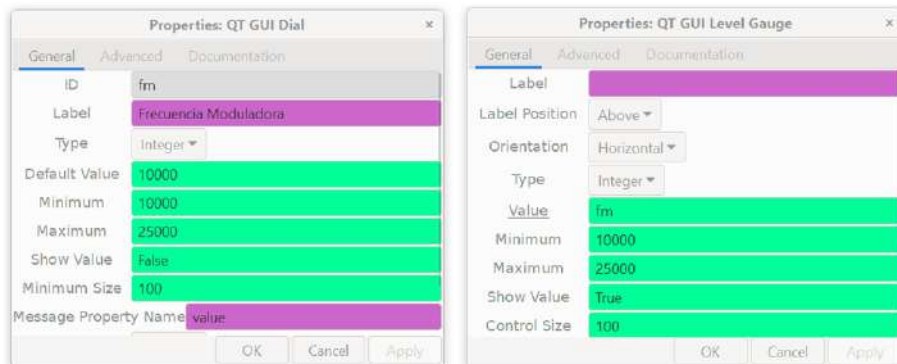 Properties: QT GUI Dial ×
General Advanced Documentation
ID fm
Label Frecuencia Moduladora
Type Integer
Default Value 10000
Minimum 10000
Maximum 25000
Show Value False
Minimum Size 100
Message Property Name value
OK Cancel Apply
Properties: QT GUI Level Gauge ×
General Advanced Documentation
Label
Label Position Above
Orientation Horizontal
Type Integer
Value fm
Minimum 10000
Maximum 25000
Show Value True
Control Size 100
OK Cancel Apply